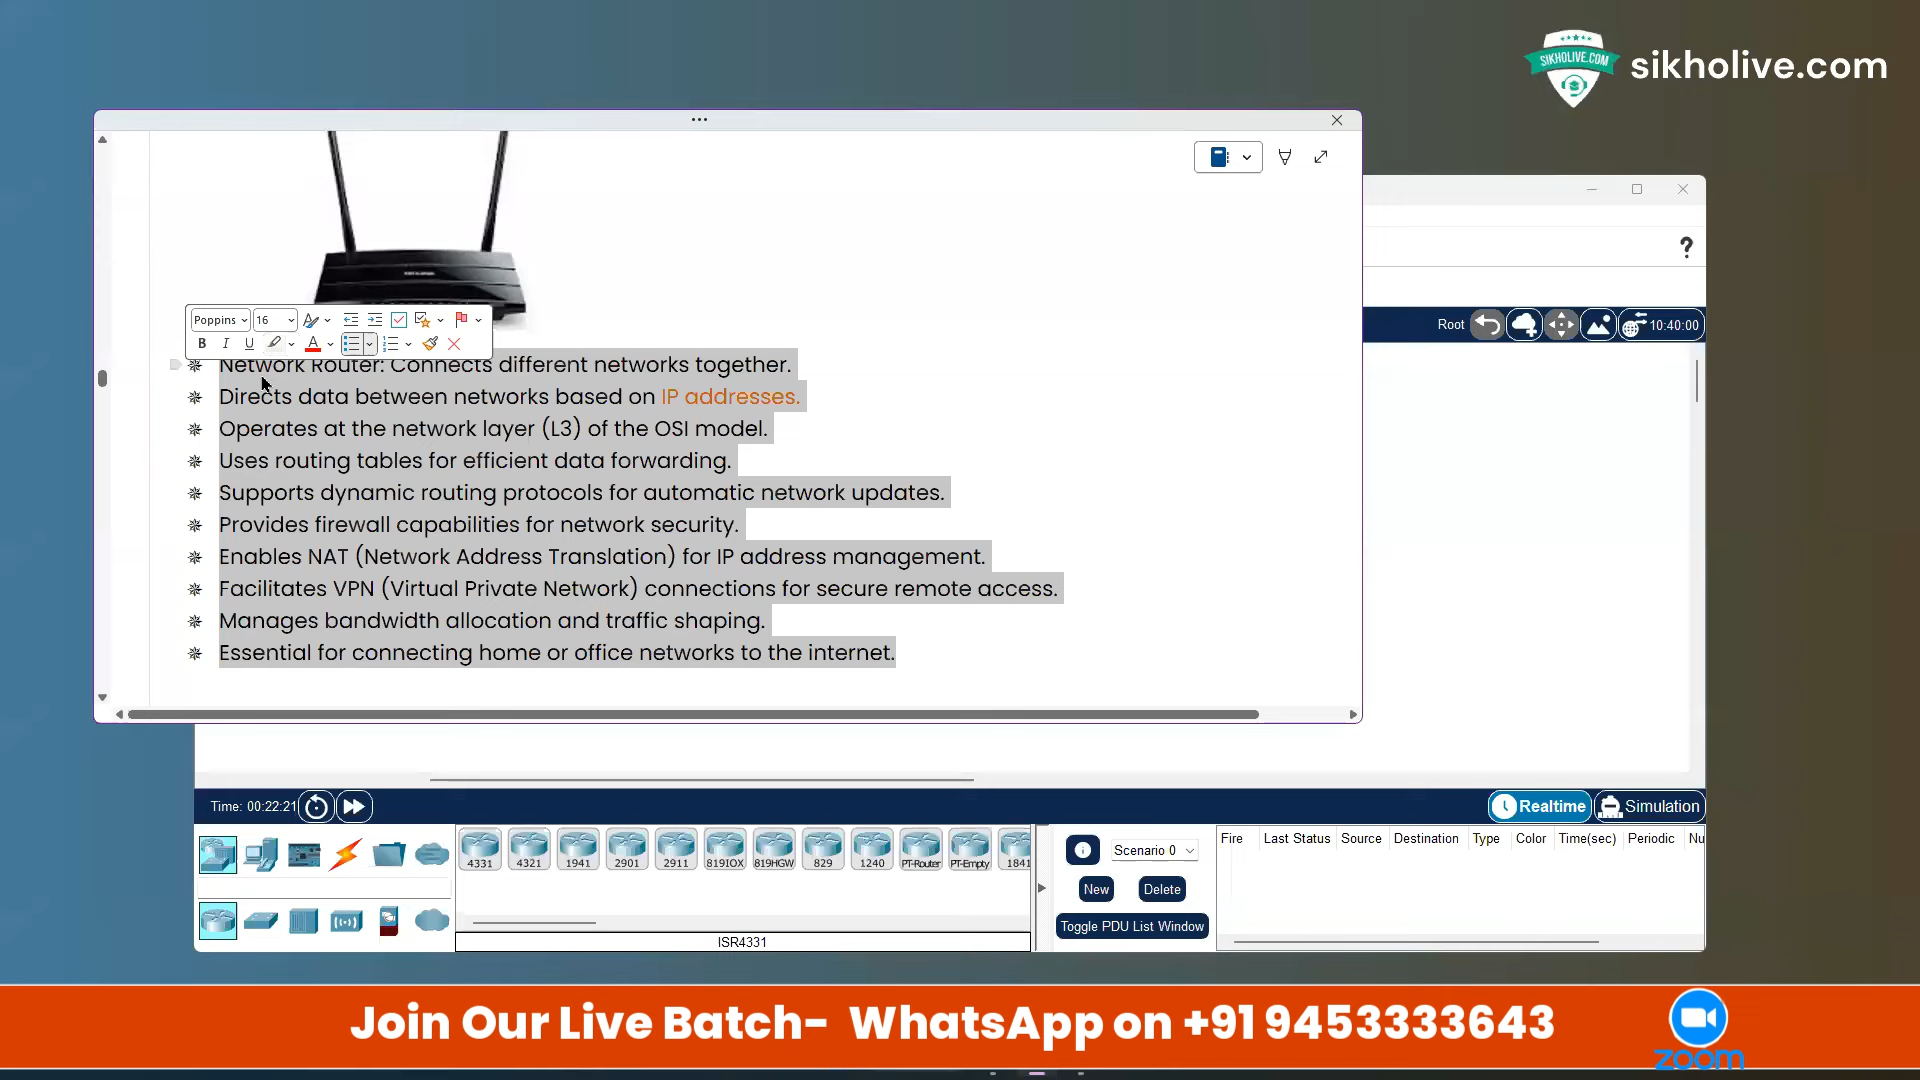 SIKHOLIVE.COM
sikholive.com
Poppins
16
B I U A
Network Router: Connects different networks together.
Directs data between networks based on IP addresses.
Operates at the network layer (L3) of the OSI model.
Uses routing tables for efficient data forwarding.
Supports dynamic routing protocols for automatic network updates.
Provides firewall capabilities for network security.
Enables NAT (Network Address Translation) for IP address management.
Facilitates VPN (Virtual Private Network) connections for secure remote access.
Manages bandwidth allocation and traffic shaping.
Essential for connecting home or office networks to the internet.
?
Root
10:40:00
Time: 00:22:21
Realtime
Simulation
4331 4321 1941 2901 2911 819IOX 819HGW 829 1240 PT-Router PT-Empty 1841
ISR4331
Scenario 0
New
Delete
Toggle PDU List Window
Fire Last Status Source Destination Type Color Time(sec) Periodic Nu
Join Our Live Batch- WhatsApp on +91 9453333643
zoom